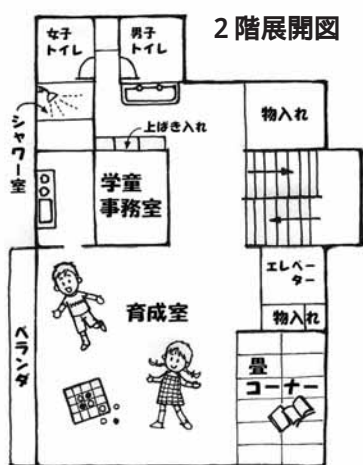 2階展開図
女子
トイレ
男子
トイレ
シャワー室
上ばき入れ
物入れ
学童
事務室
エレベー
ター
物入れ
育成室
ベランダ
畳
コーナー